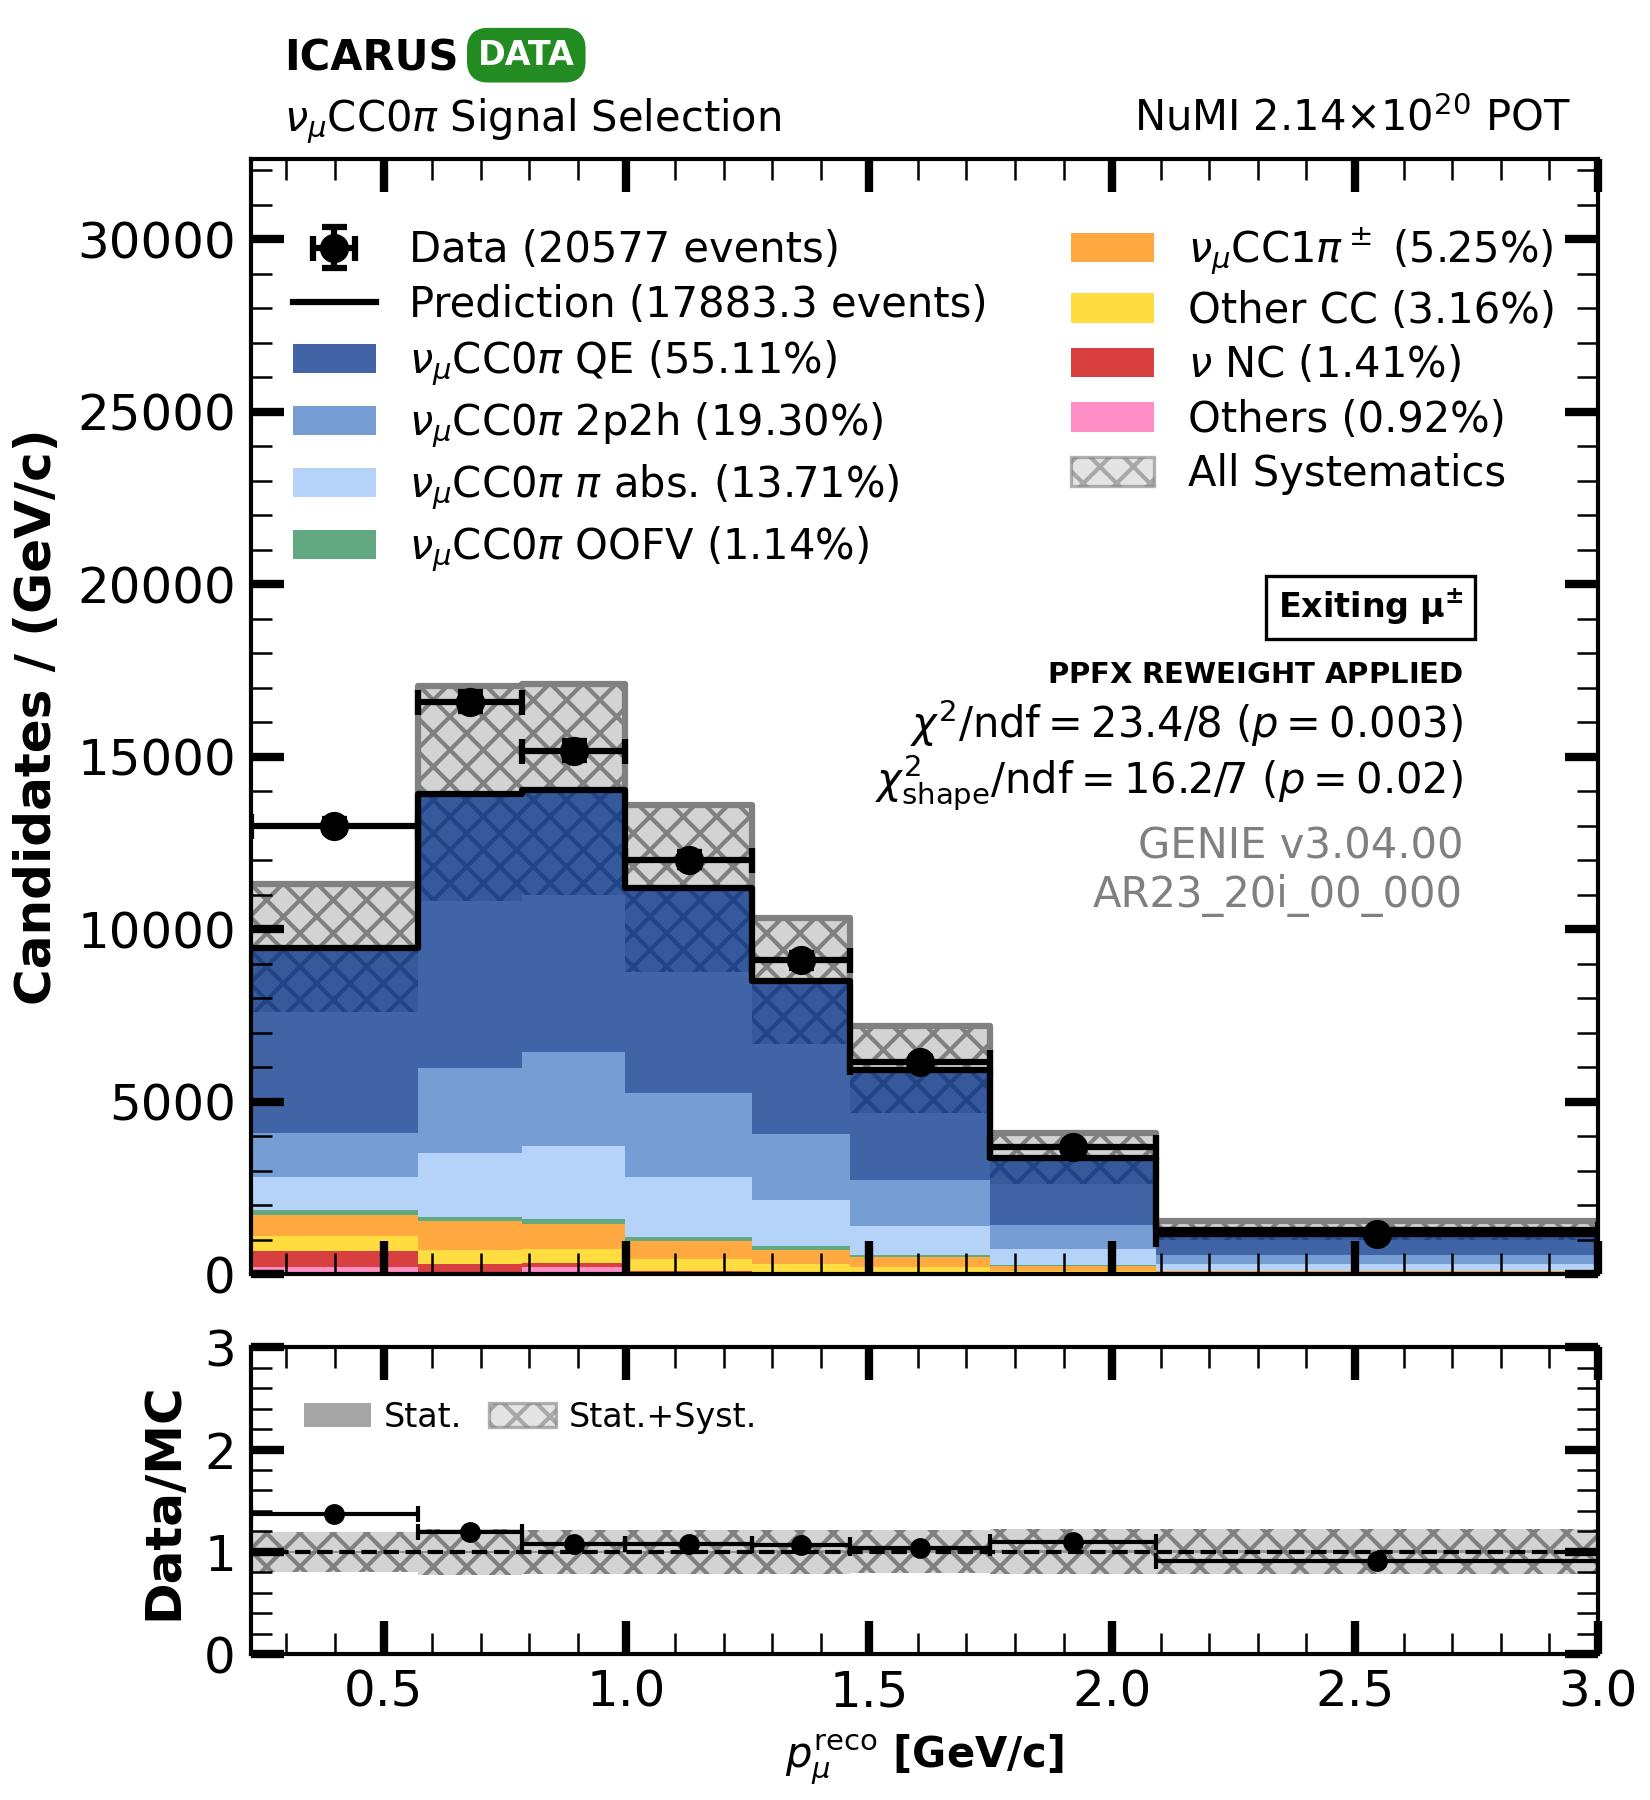 ICARUS DATA
νμCC0π Signal Selection
NuMI 2.14×10²⁰ POT
30000
25000
20000
15000
10000
5000
0
Candidates / (GeV/c)
Data (20577 events)
Prediction (17883.3 events)
νμCC0π QE (55.11%)
νμCC0π 2p2h (19.30%)
νμCC0π π abs. (13.71%)
νμCC0π OOFV (1.14%)
νμCC1π± (5.25%)
Other CC (3.16%)
ν NC (1.41%)
Others (0.92%)
All Systematics
Exiting μ±
PPFX REWEIGHT APPLIED
χ²/ndf = 23.4/8 (p = 0.003)
χ²shape/ndf = 16.2/7 (p = 0.02)
GENIE v3.04.00
AR23_20i_00_000
3
2
1
0
Data/MC
Stat.
Stat.+Syst.
0.5 1.0 1.5 2.0 2.5 3.0
pμreco [GeV/c]